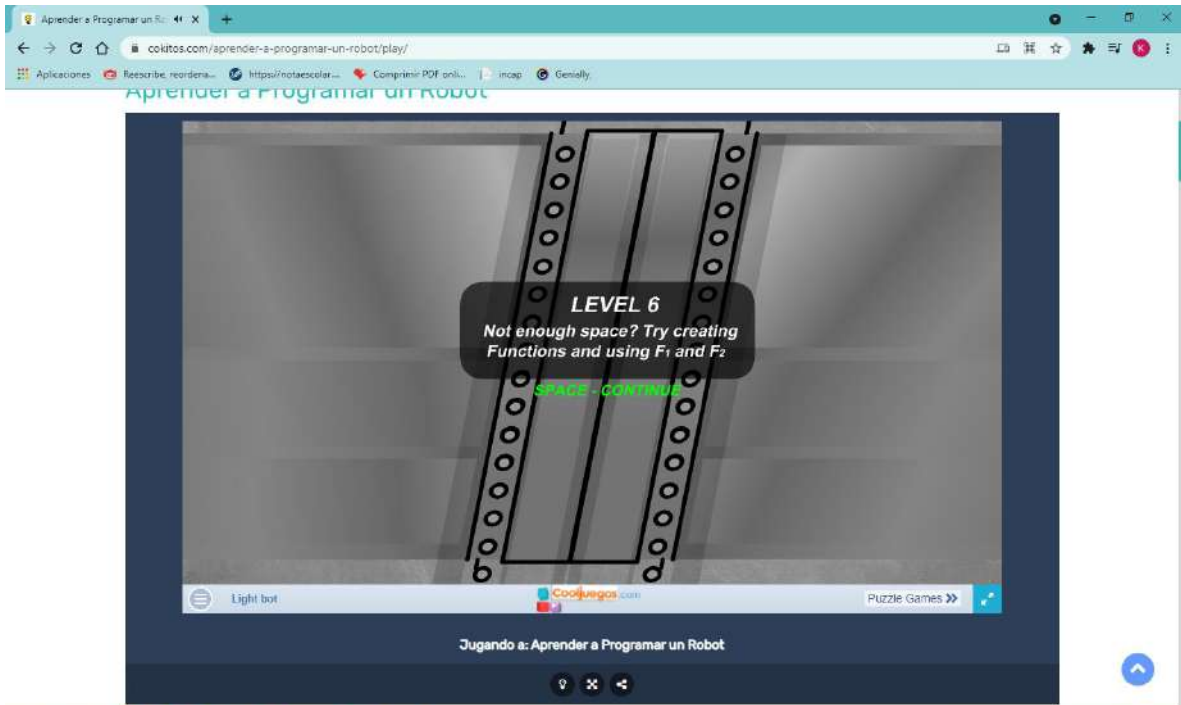 Aprender a Programar un Ro
cokitos.com/aprender-a-programar-un-robot/play/
Aplicaciones Reescribe, reordena... https://notaescolar... Comprimir PDF onli... incap Genially
K
Aprender a Programar un Robot
LEVEL 6
Not enough space? Try creating
Functions and using F₁ and F₂
SPACE - CONTINUE
Light bot Cooljuegos.com Puzzle Games
Jugando a: Aprender a Programar un Robot